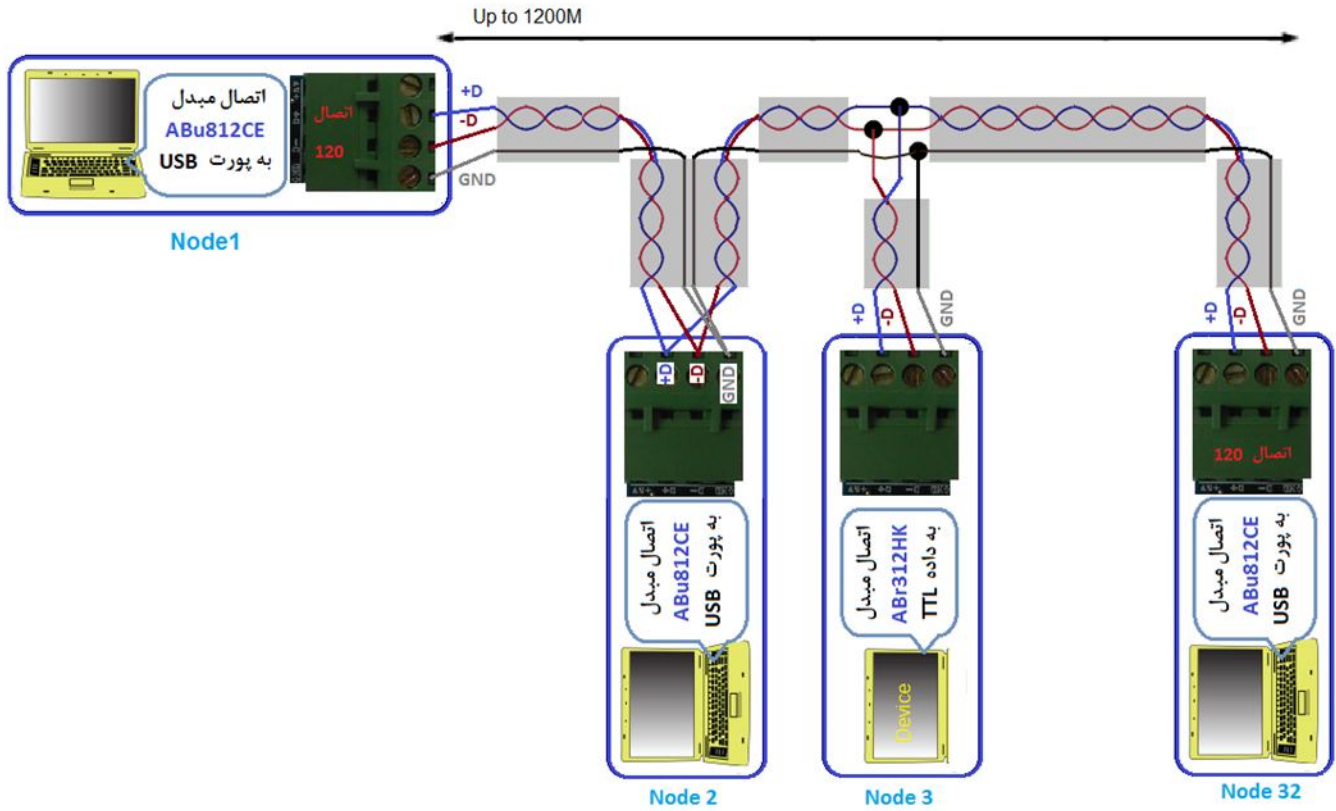 Up to 1200M
اتصال مبدل
ABu812CE
به پورت USB
اتصال
120
+D
-D
GND
Node1
+D
-D
GND
اتصال مبدل
ABu812CE
به پورت USB
Node 2
+D
-D
GND
اتصال مبدل
ABr312HK
به داده TTL
Device
Node 3
+D
-D
GND
اتصال 120
اتصال مبدل
ABu812CE
به پورت USB
Node 32